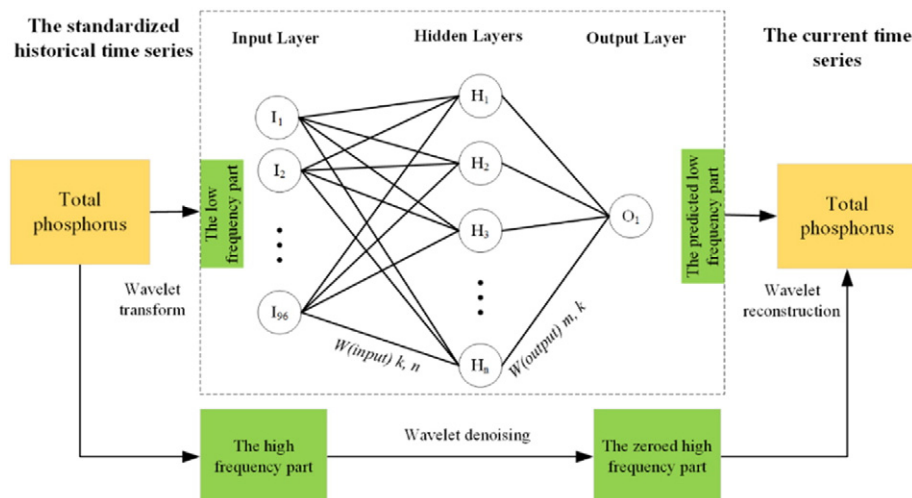 The standardized
historical time series
Input Layer
Hidden Layers
Output Layer
The current time
series
I1
I2
I96
H1
H2
H3
Hn
O1
Total
phosphorus
The low
frequency part
The predicted low
frequency part
Total
phosphorus
Wavelet
transform
W(input) k, n
W(output) m, k
Wavelet
reconstruction
The high
frequency part
Wavelet denoising
The zeroed high
frequency part